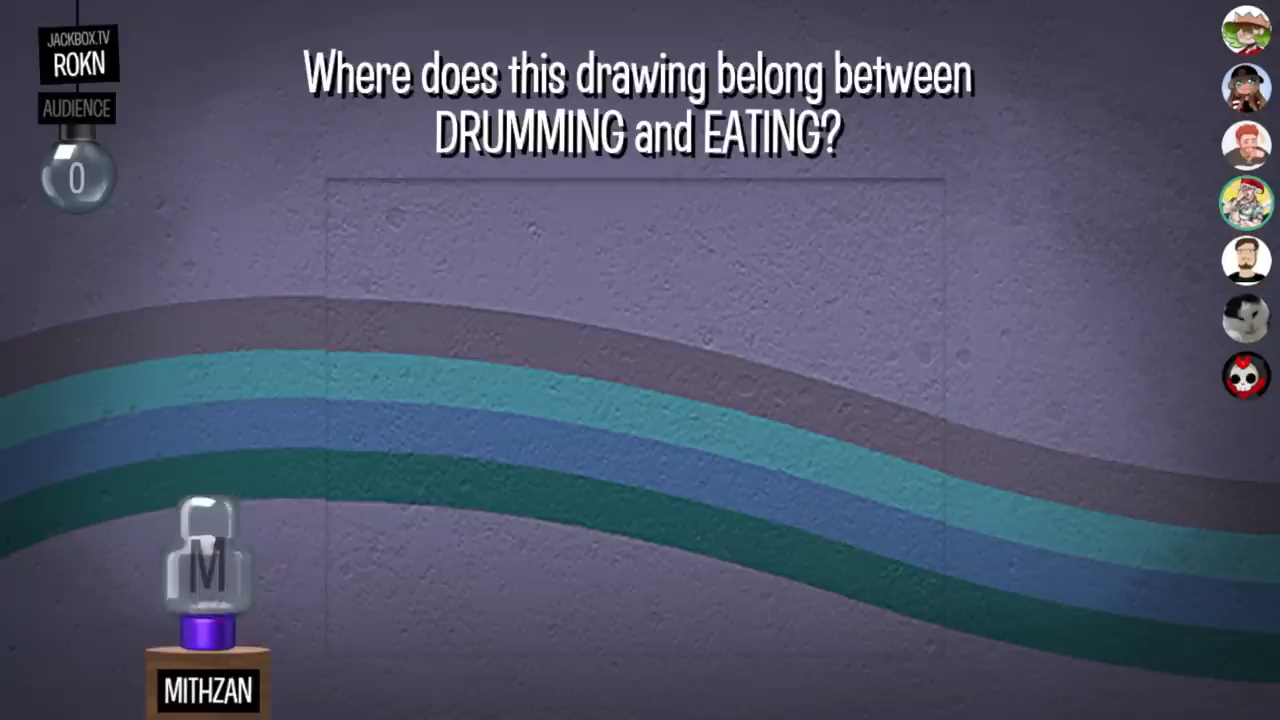 JACKBOX.TV
ROKN
AUDIENCE
0
Where does this drawing belong between
DRUMMING and EATING?
M
MITHZAN